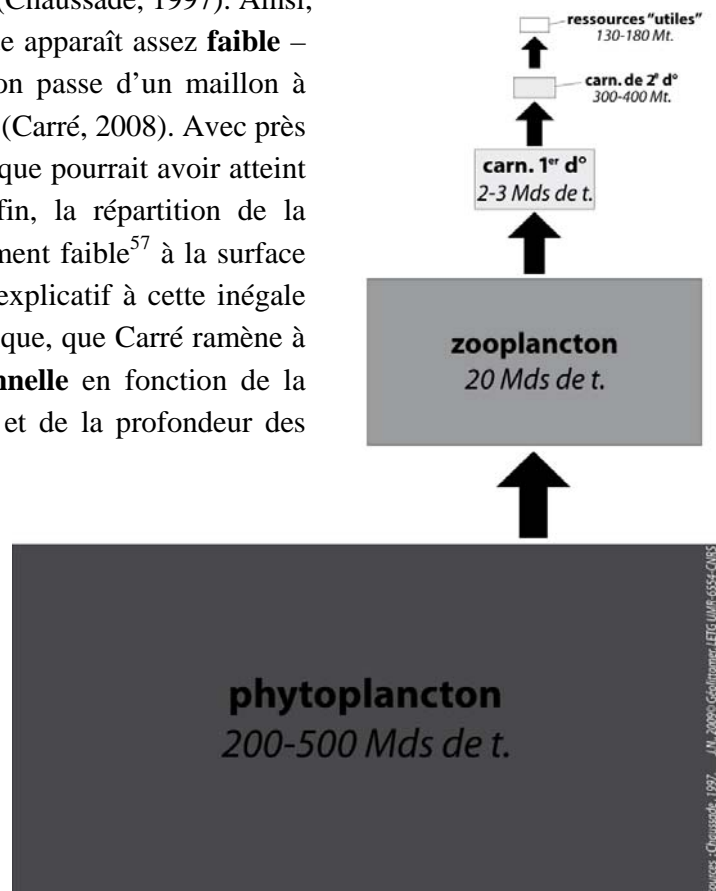 (Chaussade, 1997). Ainsi,
e apparaît assez faible –
on passe d’un maillon à
(Carré, 2008). Avec près
que pourrait avoir atteint
fin, la répartition de la
ment faible57 à la surface
explicatif à cette inégale
que, que Carré ramène à
nnelle en fonction de la
et de la profondeur des
ressources "utiles"
130-180 Mt.
carn. de 2e d°
300-400 Mt.
carn. 1er d°
2-3 Mds de t.
zooplancton
20 Mds de t.
phytoplancton
200-500 Mds de t.
ources : Chaussade, 1997. J.N. 2009© Géolittomer LETG UMR-6554-CNRS